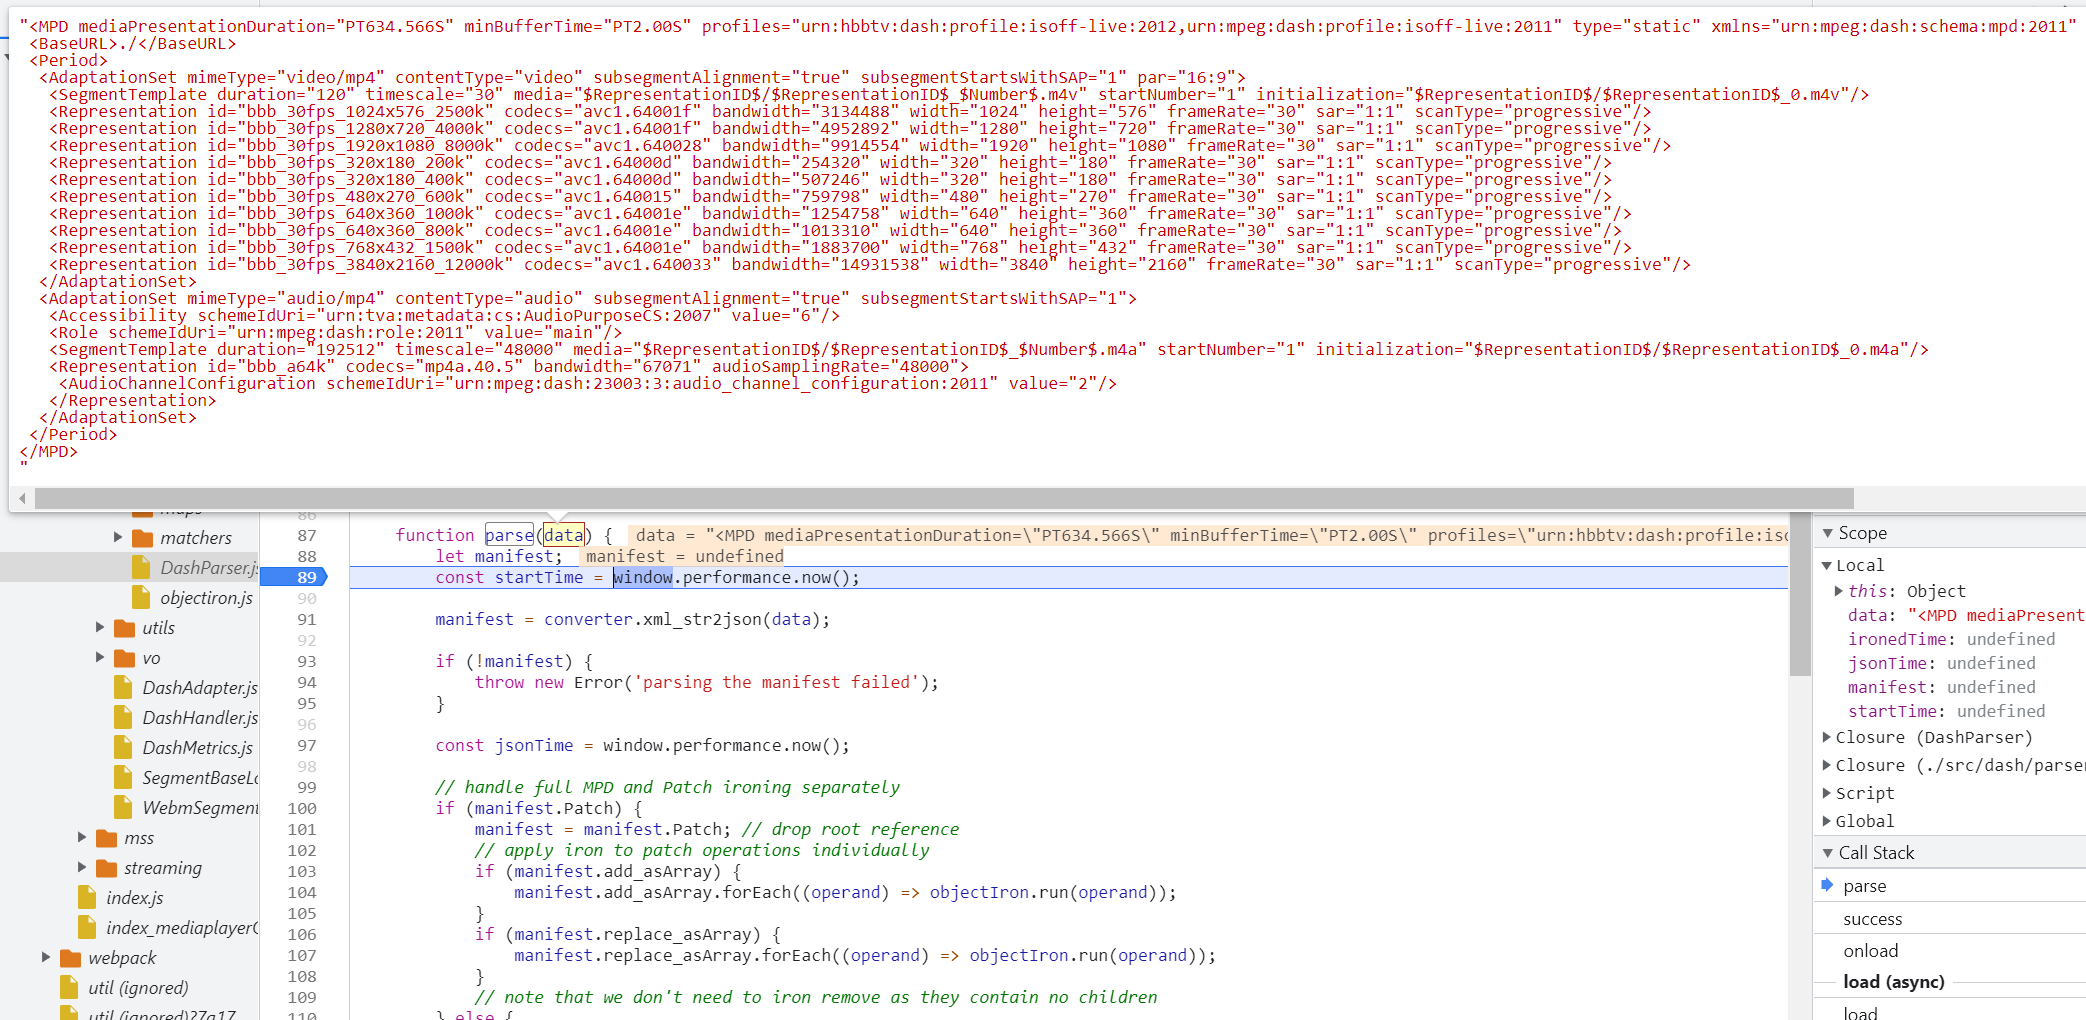 "<MPD mediaPresentationDuration="PT634.566S" minBufferTime="PT2.00S" profiles="urn:hbbtv:dash:profile:isoff-live:2012,urn:mpeg:dash:profile:isoff-live:2011" type="static" xmlns="urn:mpeg:dash:schema:mpd:2011"
<BaseURL>./</BaseURL>
<Period>
<AdaptationSet mimeType="video/mp4" contentType="video" subsegmentAlignment="true" subsegmentStartsWithSAP="1" par="16:9">
<SegmentTemplate duration="120" timescale="30" media="$RepresentationID$/$RepresentationID$_$Number$.m4v" startNumber="1" initialization="$RepresentationID$/$RepresentationID$_0.m4v"/>
<Representation id="bbb_30fps_1024x576_2500k" codecs="avc1.64001f" bandwidth="3134488" width="1024" height="576" frameRate="30" sar="1:1" scanType="progressive"/>
<Representation id="bbb_30fps_1280x720_4000k" codecs="avc1.64001f" bandwidth="4952892" width="1280" height="720" frameRate="30" sar="1:1" scanType="progressive"/>
<Representation id="bbb_30fps_1920x1080_8000k" codecs="avc1.640028" bandwidth="9914554" width="1920" height="1080" frameRate="30" sar="1:1" scanType="progressive"/>
<Representation id="bbb_30fps_320x180_200k" codecs="avc1.64000d" bandwidth="254320" width="320" height="180" frameRate="30" sar="1:1" scanType="progressive"/>
<Representation id="bbb_30fps_320x180_400k" codecs="avc1.64000d" bandwidth="507246" width="320" height="180" frameRate="30" sar="1:1" scanType="progressive"/>
<Representation id="bbb_30fps_480x270_600k" codecs="avc1.640015" bandwidth="759798" width="480" height="270" frameRate="30" sar="1:1" scanType="progressive"/>
<Representation id="bbb_30fps_640x360_1000k" codecs="avc1.64001e" bandwidth="1254758" width="640" height="360" frameRate="30" sar="1:1" scanType="progressive"/>
<Representation id="bbb_30fps_640x360_800k" codecs="avc1.64001e" bandwidth="1013310" width="640" height="360" frameRate="30" sar="1:1" scanType="progressive"/>
<Representation id="bbb_30fps_768x432_1500k" codecs="avc1.64001e" bandwidth="1883700" width="768" height="432" frameRate="30" sar="1:1" scanType="progressive"/>
<Representation id="bbb_30fps_3840x2160_12000k" codecs="avc1.640033" bandwidth="14931538" width="3840" height="2160" frameRate="30" sar="1:1" scanType="progressive"/>
</AdaptationSet>
<AdaptationSet mimeType="audio/mp4" contentType="audio" subsegmentAlignment="true" subsegmentStartsWithSAP="1">
<Accessibility schemeIdUri="urn:tva:metadata:cs:AudioPurposeCS:2007" value="6"/>
<Role schemeIdUri="urn:mpeg:dash:role:2011" value="main"/>
<SegmentTemplate duration="192512" timescale="48000" media="$RepresentationID$/$RepresentationID$_$Number$.m4a" startNumber="1" initialization="$RepresentationID$/$RepresentationID$_0.m4a"/>
<Representation id="bbb_a64k" codecs="mp4a.40.5" bandwidth="67071" audioSamplingRate="48000">
<AudioChannelConfiguration schemeIdUri="urn:mpeg:dash:23003:3:audio_channel_configuration:2011" value="2"/>
</Representation>
</AdaptationSet>
</Period>
</MPD>
"
maps
matchers
DashParser.js
objectiron.js
utils
vo
DashAdapter.js
DashHandler.js
DashMetrics.js
SegmentBaseLo
WebmSegment
mss
streaming
index.js
index_mediaplayerO
webpack
util (ignored)
util (ignored)?7a17
86
87 function parse(data) { data = "<MPD mediaPresentationDuration=\"PT634.566S\" minBufferTime=\"PT2.00S\" profiles=\"urn:hbbtv:dash:profile:iso
88 let manifest; manifest = undefined
89 const startTime = window.performance.now();
90
91 manifest = converter.xml_str2json(data);
92
93 if (!manifest) {
94 throw new Error('parsing the manifest failed');
95 }
96
97 const jsonTime = window.performance.now();
98
99 // handle full MPD and Patch ironing separately
100 if (manifest.Patch) {
101 manifest = manifest.Patch; // drop root reference
102 // apply iron to patch operations individually
103 if (manifest.add_asArray) {
104 manifest.add_asArray.forEach((operand) => objectIron.run(operand));
105 }
106 if (manifest.replace_asArray) {
107 manifest.replace_asArray.forEach((operand) => objectIron.run(operand));
108 }
109 // note that we don't need to iron remove as they contain no children
110 } else {
Scope
Local
this: Object
data: "<MPD mediaPresent
ironedTime: undefined
jsonTime: undefined
manifest: undefined
startTime: undefined
Closure (DashParser)
Closure (./src/dash/parser
Script
Global
Call Stack
parse
success
onload
load (async)
load